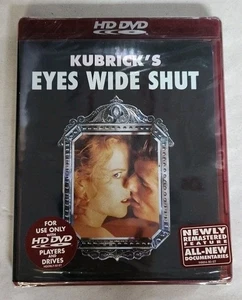 HD DVD
KUBRICK'S
EYES WIDE SHUT
FOR
USE ONLY
WITH
HD DVD
PLAYERS
AND
DRIVES
NEWLY
REMASTERED
FEATURE
ALL-NEW
DOCUMENTARIES